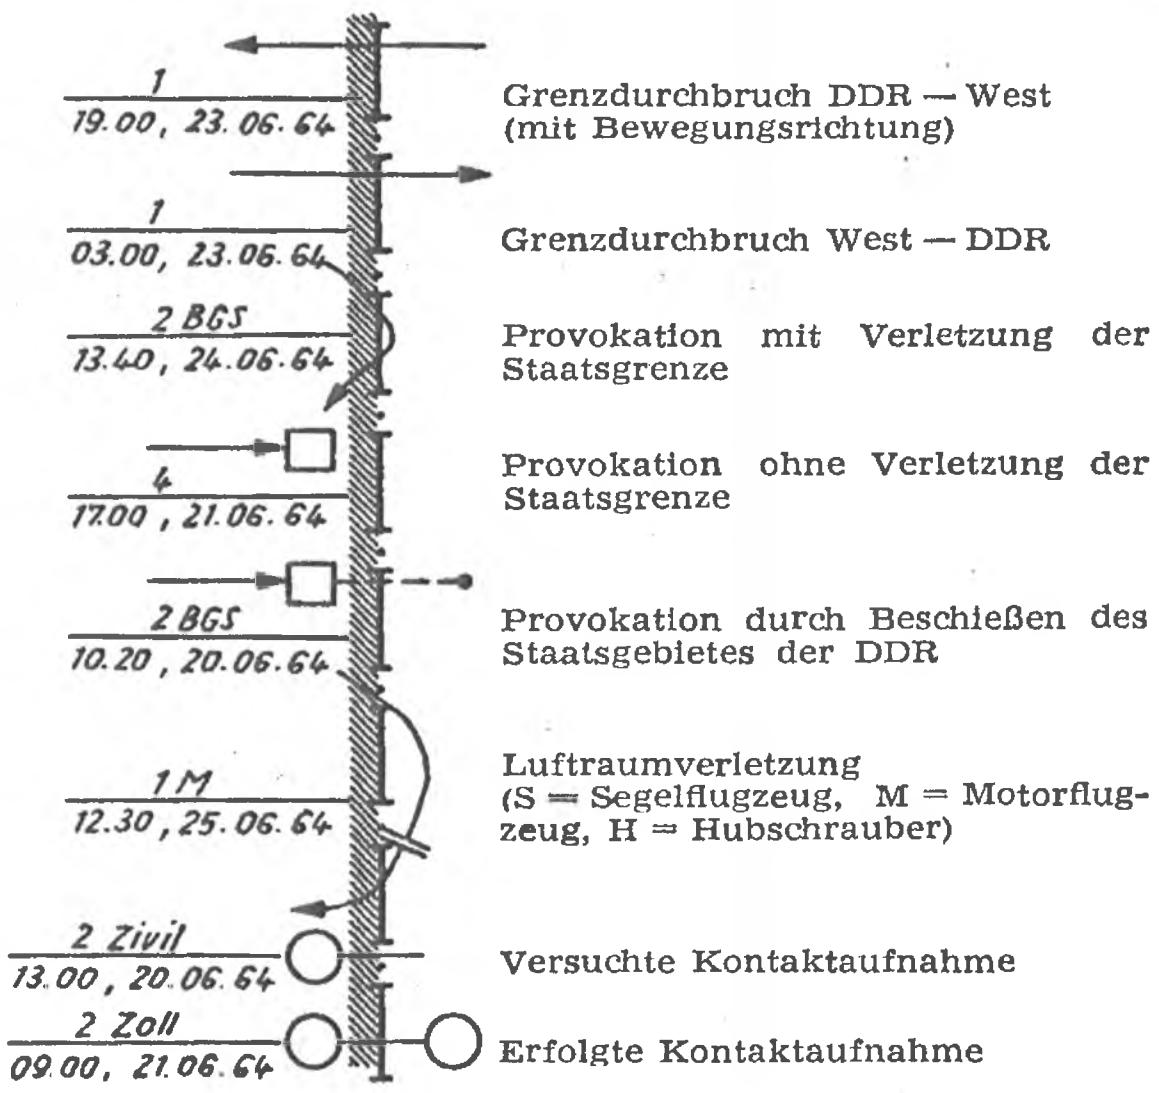 1
19.00, 23.06.64
Grenzdurchbruch DDR — West
(mit Bewegungsrichtung)
1
03.00, 23.06.64
Grenzdurchbruch West — DDR
2 BGS
13.40, 24.06.64
Provokation mit Verletzung der
Staatsgrenze
4
17.00, 21.06.64
Provokation ohne Verletzung der
Staatsgrenze
2 BGS
10.20, 20.06.64
Provokation durch Beschießen des
Staatsgebietes der DDR
1 M
12.30, 25.06.64
Luftraumverletzung
(S = Segelflugzeug, M = Motorflug-
zeug, H = Hubschrauber)
2 Zivil
13.00, 20.06.64
Versuchte Kontaktaufnahme
2 Zoll
09.00, 21.06.64
Erfolgte Kontaktaufnahme